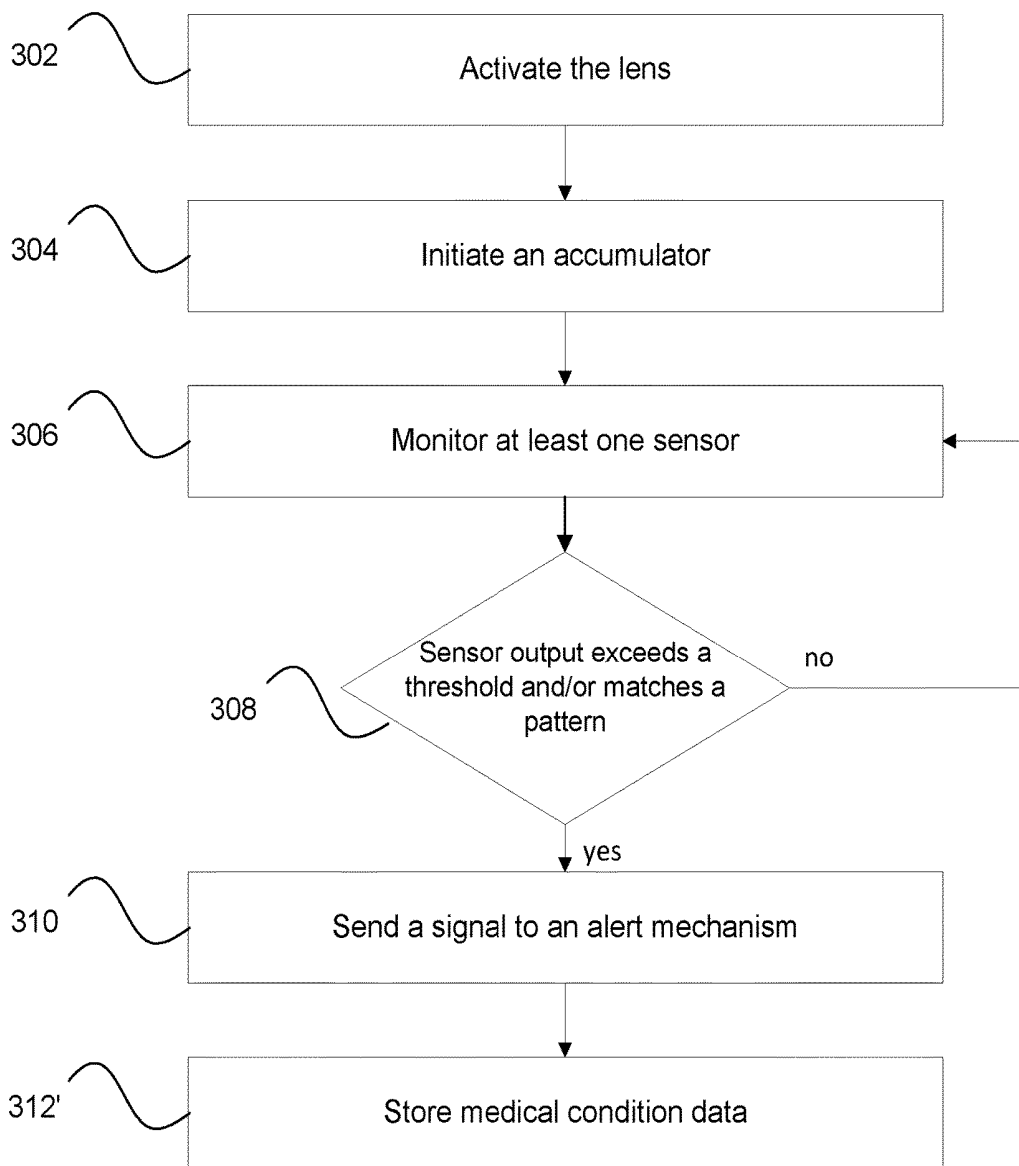 302
Activate the lens
304
Initiate an accumulator
306
Monitor at least one sensor
308
Sensor output exceeds a
threshold and/or matches a
pattern
no
yes
310
Send a signal to an alert mechanism
312'
Store medical condition data